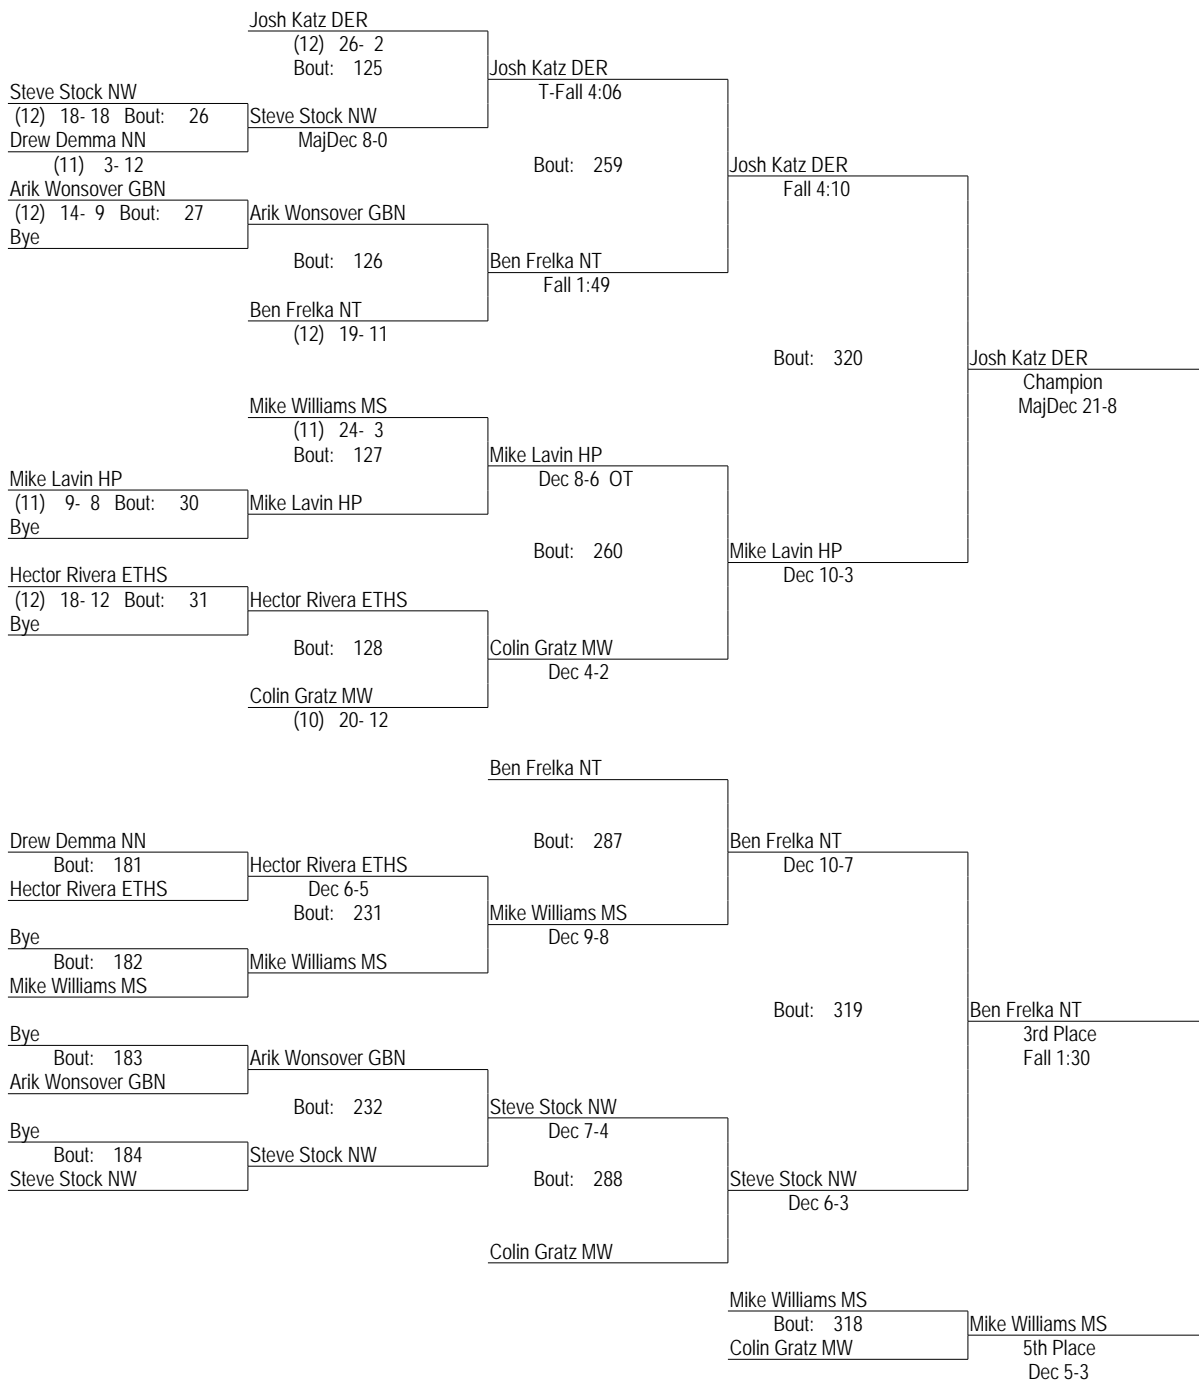 Josh Katz DER
(12) 26- 2
Bout: 125
Josh Katz DER
T-Fall 4:06
Steve Stock NW
(12) 18- 18 Bout: 26
Steve Stock NW
Drew Demma NN
MajDec 8-0
(11) 3- 12
Bout: 259
Josh Katz DER
Fall 4:10
Arik Wonsover GBN
(12) 14- 9 Bout: 27
Arik Wonsover GBN
Bye
Bout: 126
Ben Frelka NT
Fall 1:49
Ben Frelka NT
(12) 19- 11
Bout: 320
Josh Katz DER
Champion
MajDec 21-8
Mike Williams MS
(11) 24- 3
Bout: 127
Mike Lavin HP
Dec 8-6 OT
Mike Lavin HP
(11) 9- 8 Bout: 30
Mike Lavin HP
Bye
Bout: 260
Mike Lavin HP
Dec 10-3
Hector Rivera ETHS
(12) 18- 12 Bout: 31
Hector Rivera ETHS
Bye
Bout: 128
Colin Gratz MW
Dec 4-2
Colin Gratz MW
(10) 20- 12
Ben Frelka NT
Bout: 287
Ben Frelka NT
Dec 10-7
Drew Demma NN
Bout: 181
Hector Rivera ETHS
Hector Rivera ETHS
Dec 6-5
Bout: 231
Mike Williams MS
Dec 9-8
Bye
Bout: 182
Mike Williams MS
Mike Williams MS
Bout: 319
Ben Frelka NT
3rd Place
Fall 1:30
Bye
Bout: 183
Arik Wonsover GBN
Arik Wonsover GBN
Bout: 232
Steve Stock NW
Dec 7-4
Bye
Bout: 184
Steve Stock NW
Steve Stock NW
Bout: 288
Steve Stock NW
Dec 6-3
Colin Gratz MW
Mike Williams MS
Bout: 318
Mike Williams MS
Colin Gratz MW
5th Place
Dec 5-3